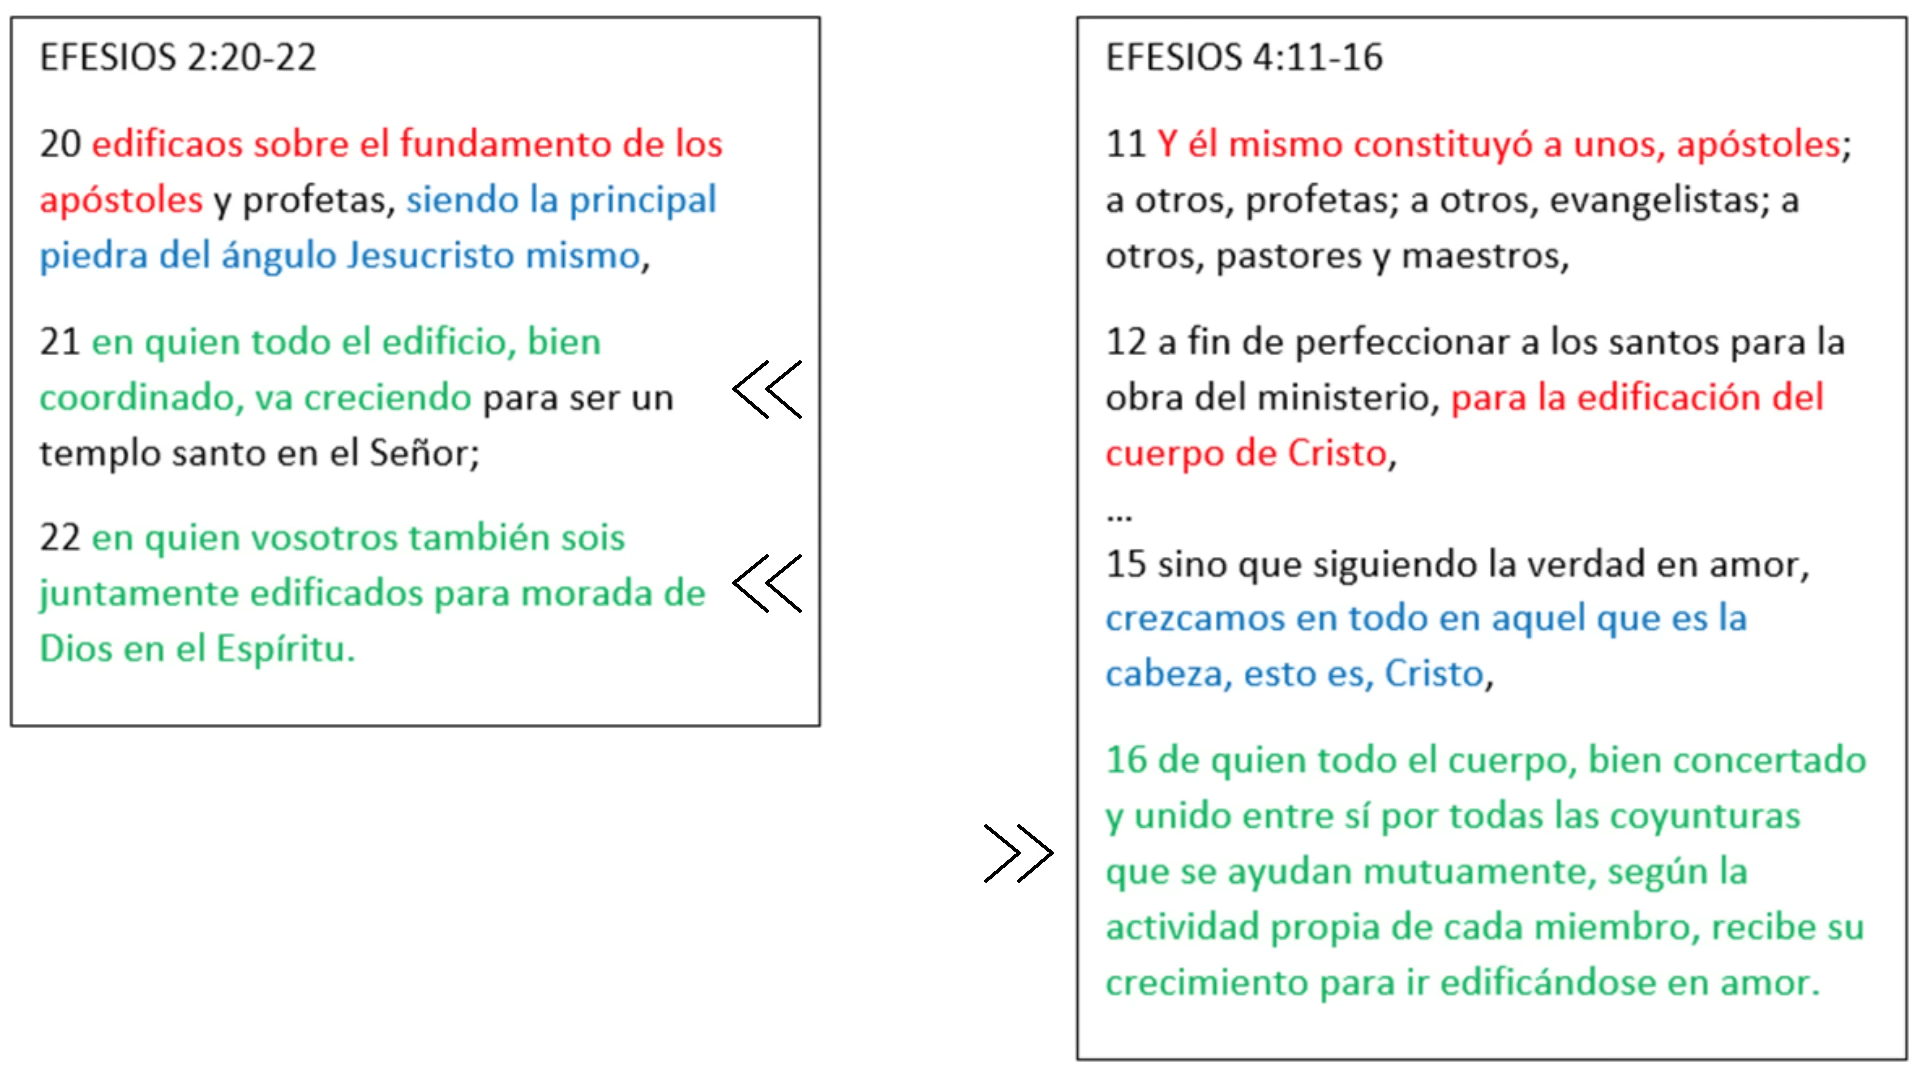 EFESIOS 2:20-22
20 edificaos sobre el fundamento de los
apóstoles y profetas, siendo la principal
piedra del ángulo Jesucristo mismo,
21 en quien todo el edificio, bien
coordinado, va creciendo para ser un
templo santo en el Señor;
22 en quien vosotros también sois
juntamente edificados para morada de
Dios en el Espíritu.
EFESIOS 4:11-16
11 Y él mismo constituyó a unos, apóstoles;
a otros, profetas; a otros, evangelistas; a
otros, pastores y maestros,
12 a fin de perfeccionar a los santos para la
obra del ministerio, para la edificación del
cuerpo de Cristo,
...
15 sino que siguiendo la verdad en amor,
crezcamos en todo en aquel que es la
cabeza, esto es, Cristo,
16 de quien todo el cuerpo, bien concertado
y unido entre sí por todas las coyunturas
que se ayudan mutuamente, según la
actividad propia de cada miembro, recibe su
crecimiento para ir edificándose en amor.